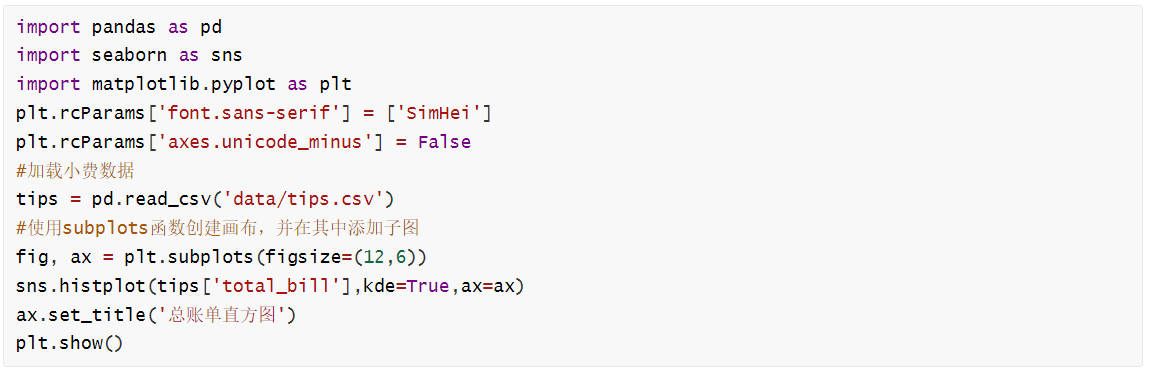 import pandas as pd
import seaborn as sns
import matplotlib.pyplot as plt
plt.rcParams['font.sans-serif'] = ['SimHei']
plt.rcParams['axes.unicode_minus'] = False
#加载小费数据
tips = pd.read_csv('data/tips.csv')
#使用subplots函数创建画布，并在其中添加子图
fig, ax = plt.subplots(figsize=(12,6))
sns.histplot(tips['total_bill'],kde=True,ax=ax)
ax.set_title('总账单直方图')
plt.show()